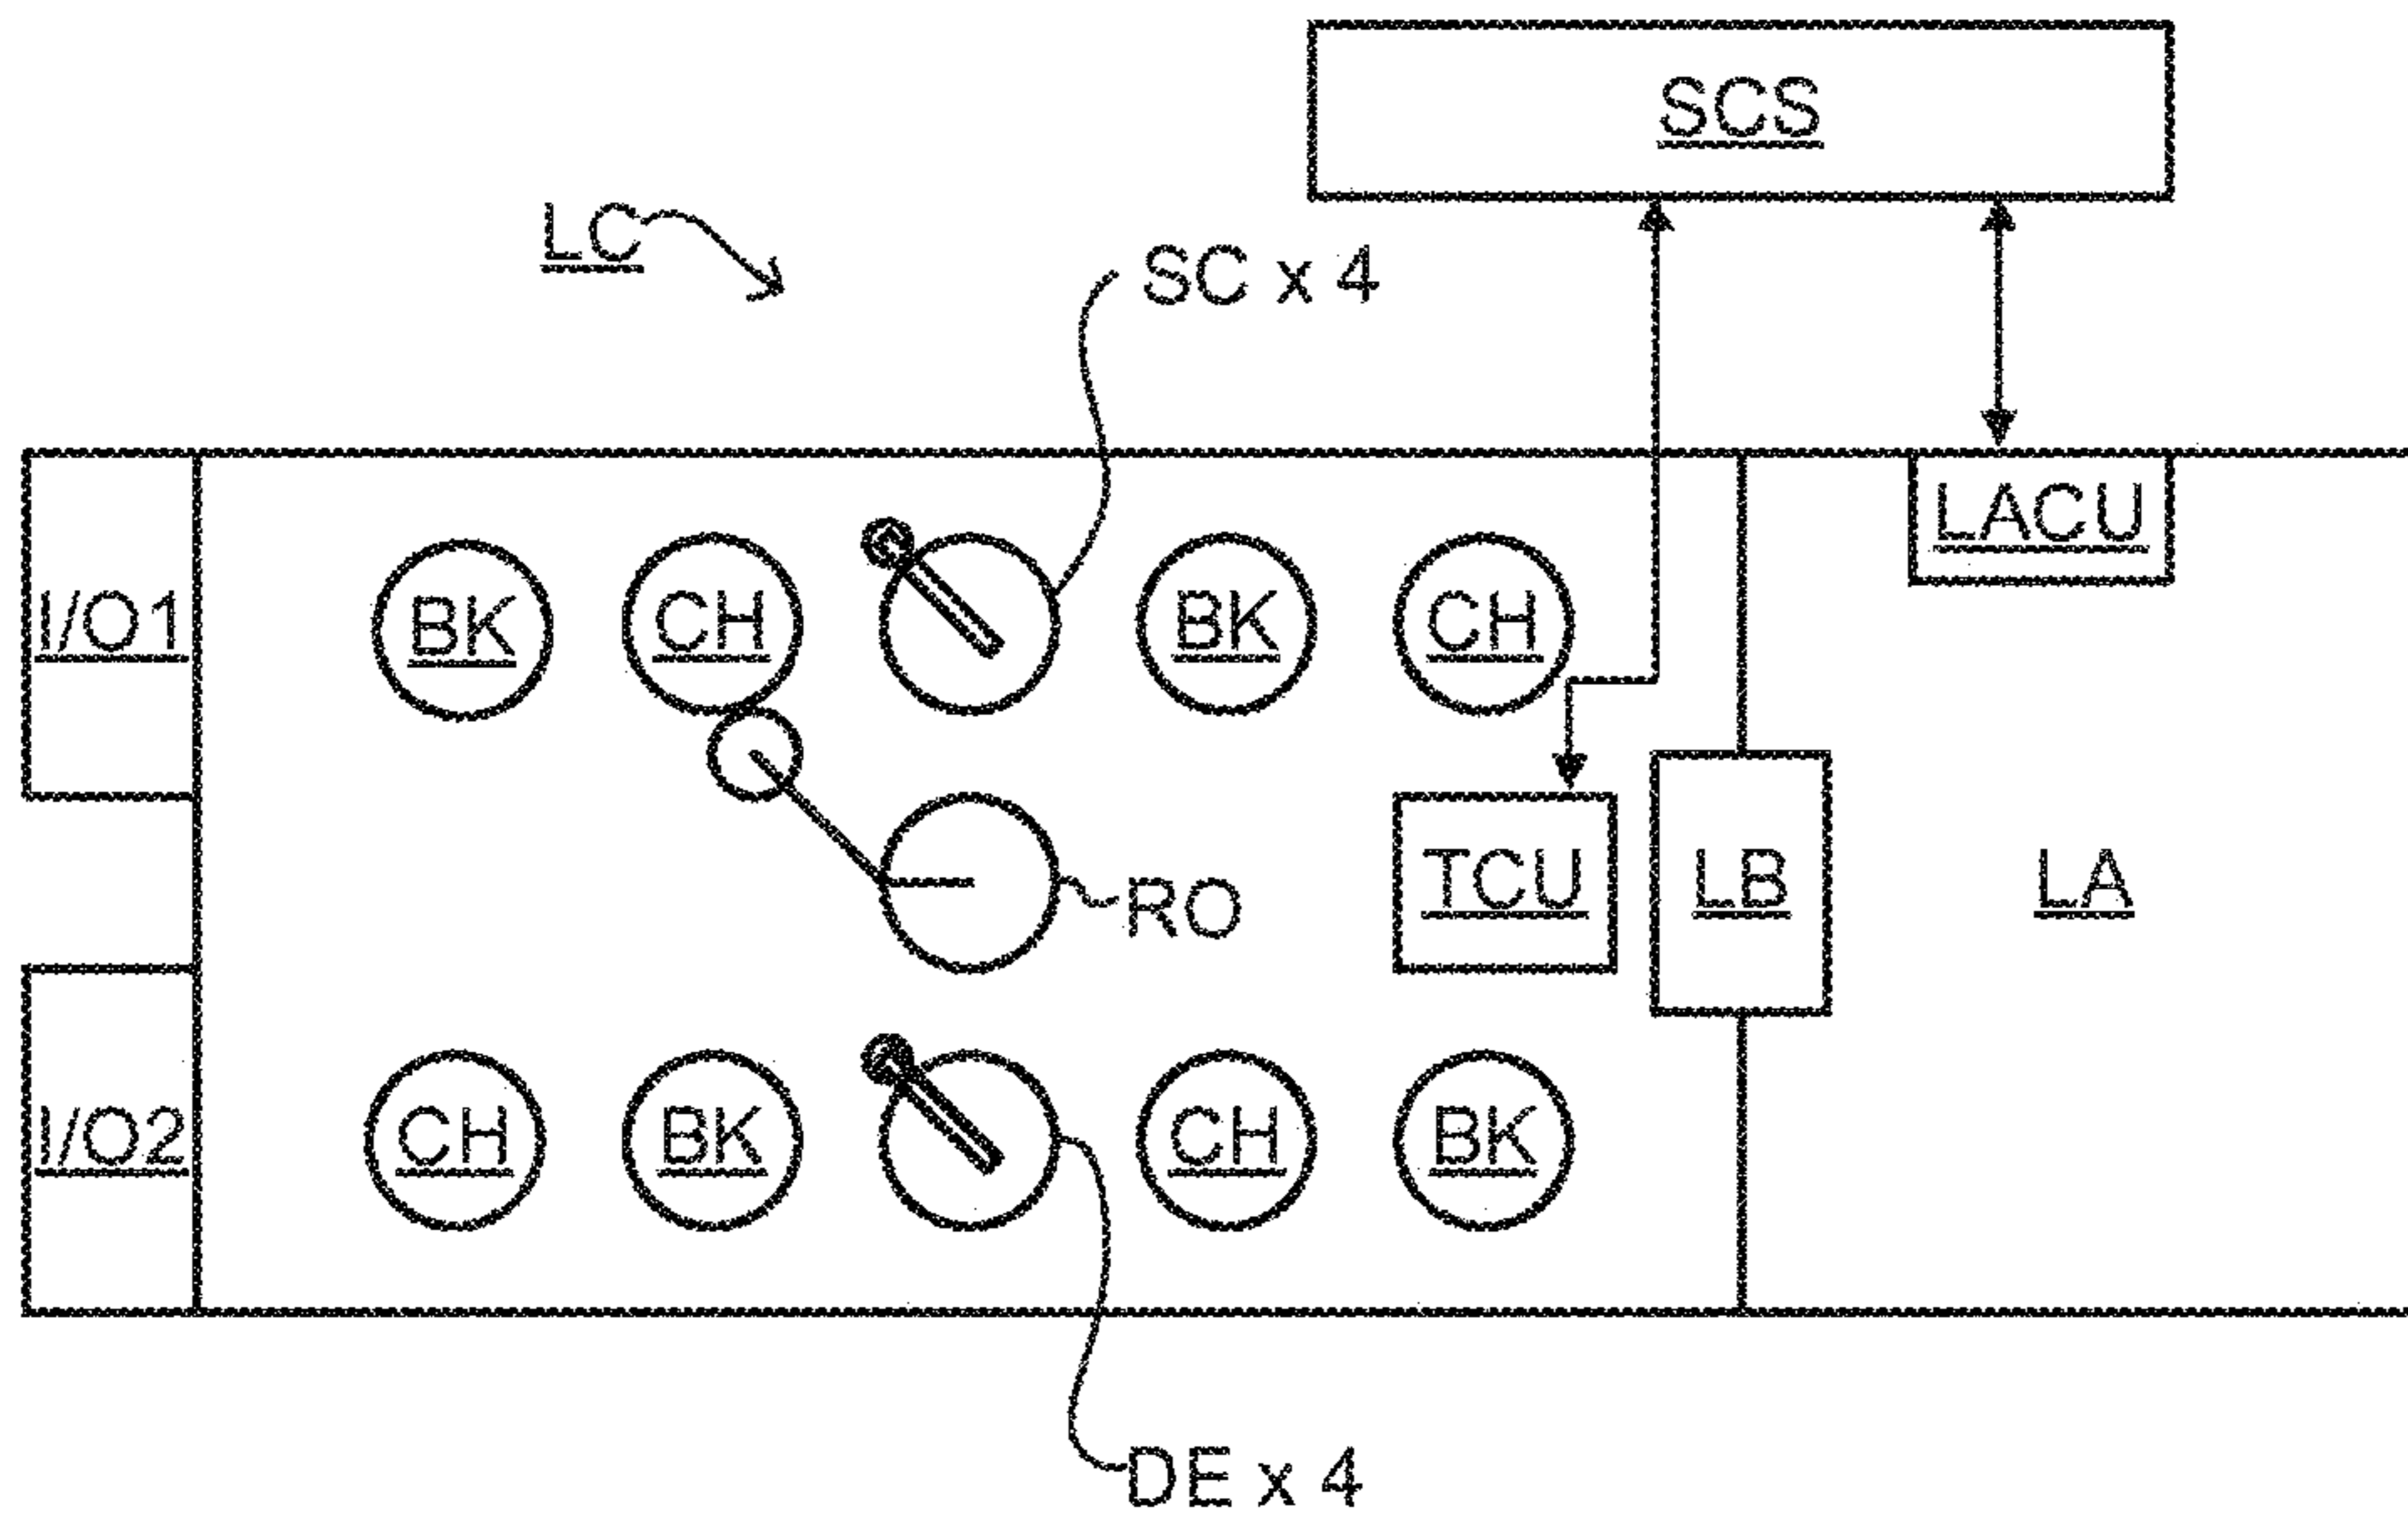 SCS
LC
SC x 4
LACU
I/O1
BK
CH
BK
CH
RO
TCU
LB
LA
I/O2
CH
BK
CH
BK
DE x 4